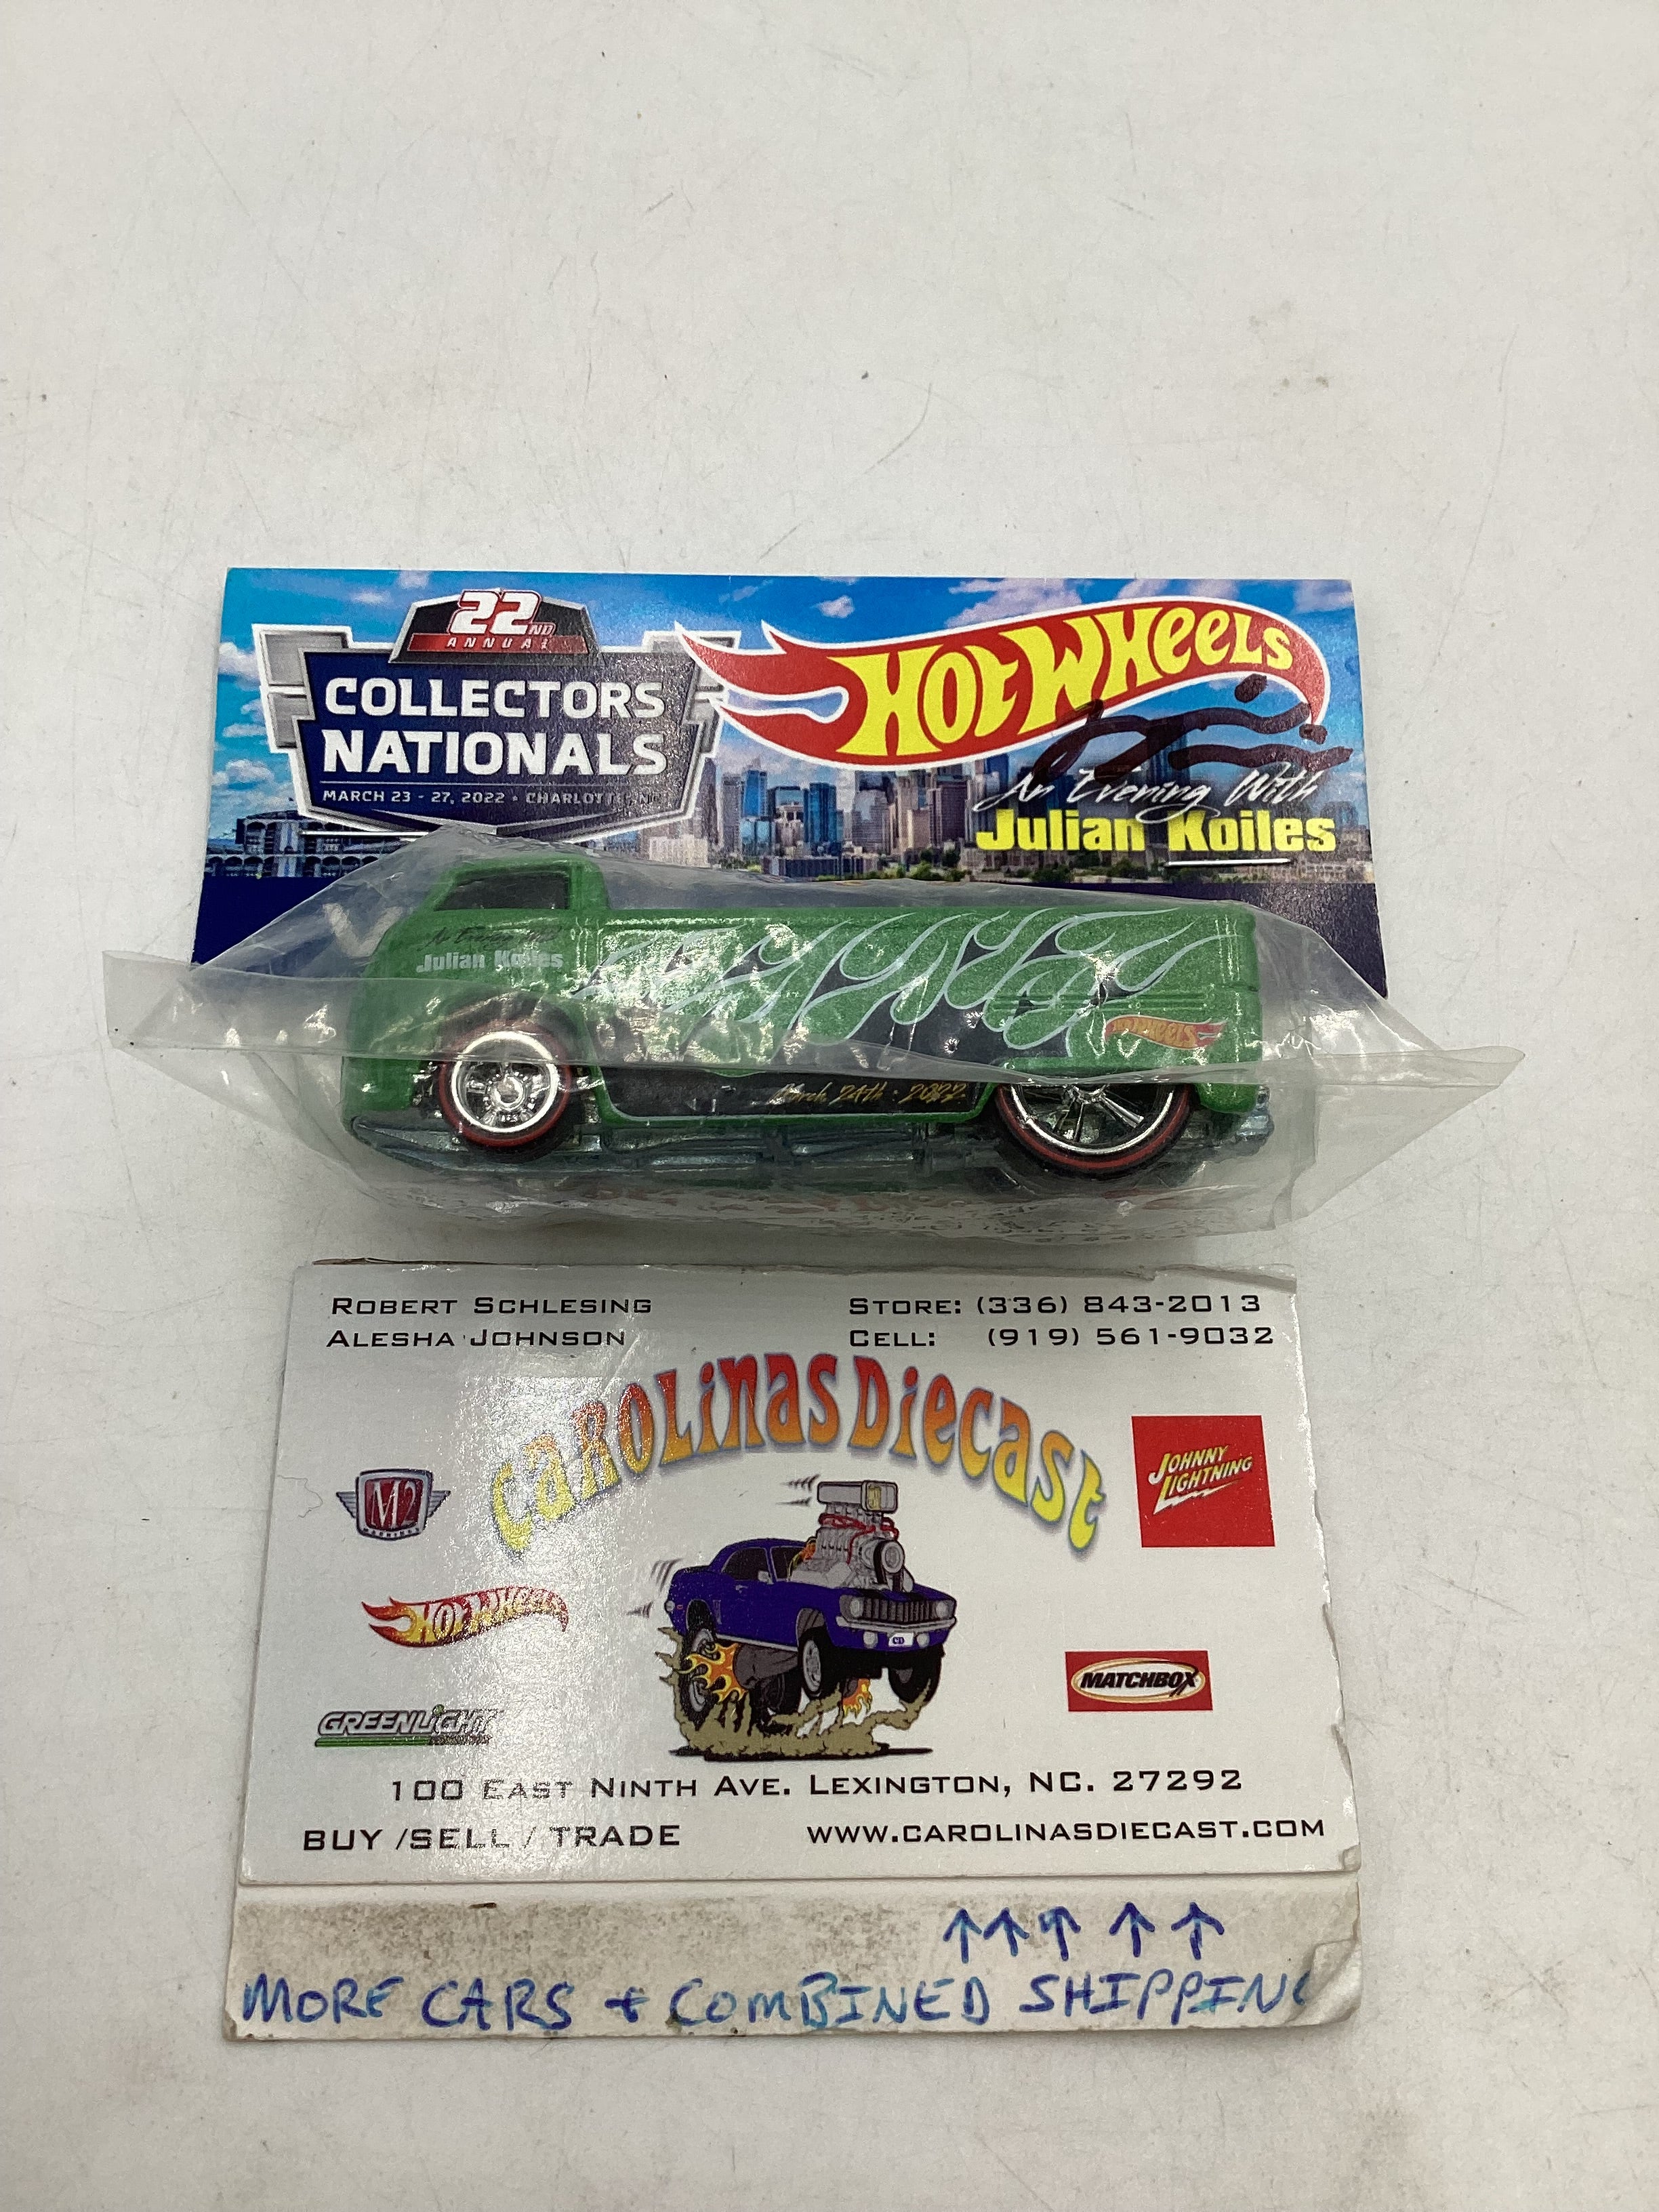 22ND
ANNUAL
COLLECTORS
NATIONALS
MARCH 23 - 27, 2022 • CHARLOTTE, NC
HOT WHEELS
An Evening With
Julian Koiles
An Evening With
Julian Koiles
HOT WHEELS
March 24th · 2022
ROBERT SCHLESING
ALESHA JOHNSON
STORE: (336) 843-2013
CELL: (919) 561-9032
CAROLINAS DIECAST
M2
MACHINES
JOHNNY
LIGHTNING
HOT WHEELS
CD
MATCHBOX
GREENLIGHT
100 EAST NINTH AVE. LEXINGTON, NC. 27292
BUY /SELL / TRADE
WWW.CAROLINASDIECAST.COM
↑↑↑↑↑
MORE CARS + COMBINED SHIPPING